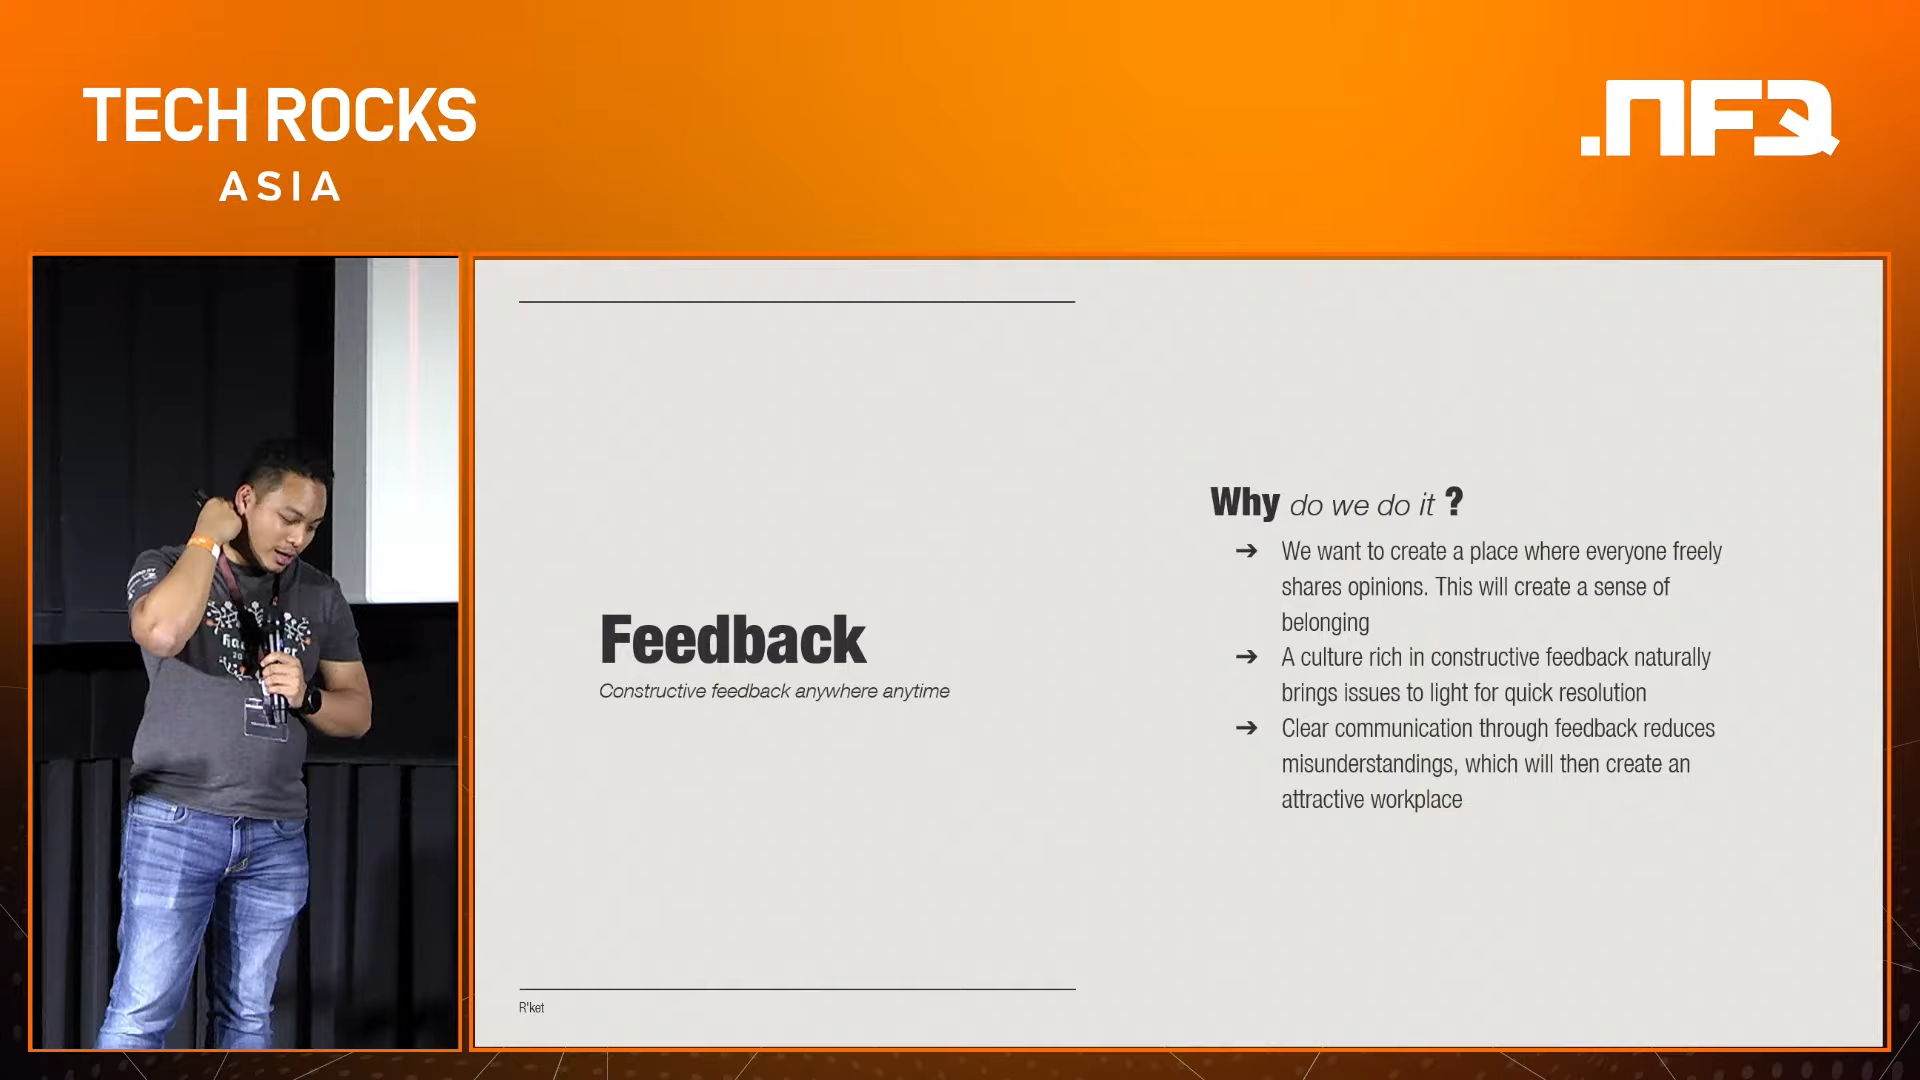 TECH ROCKS
ASIA
.NFQ
Feedback
Constructive feedback anywhere anytime
R'ket
Why do we do it ?
➔ We want to create a place where everyone freely
shares opinions. This will create a sense of
belonging
➔ A culture rich in constructive feedback naturally
brings issues to light for quick resolution
➔ Clear communication through feedback reduces
misunderstandings, which will then create an
attractive workplace